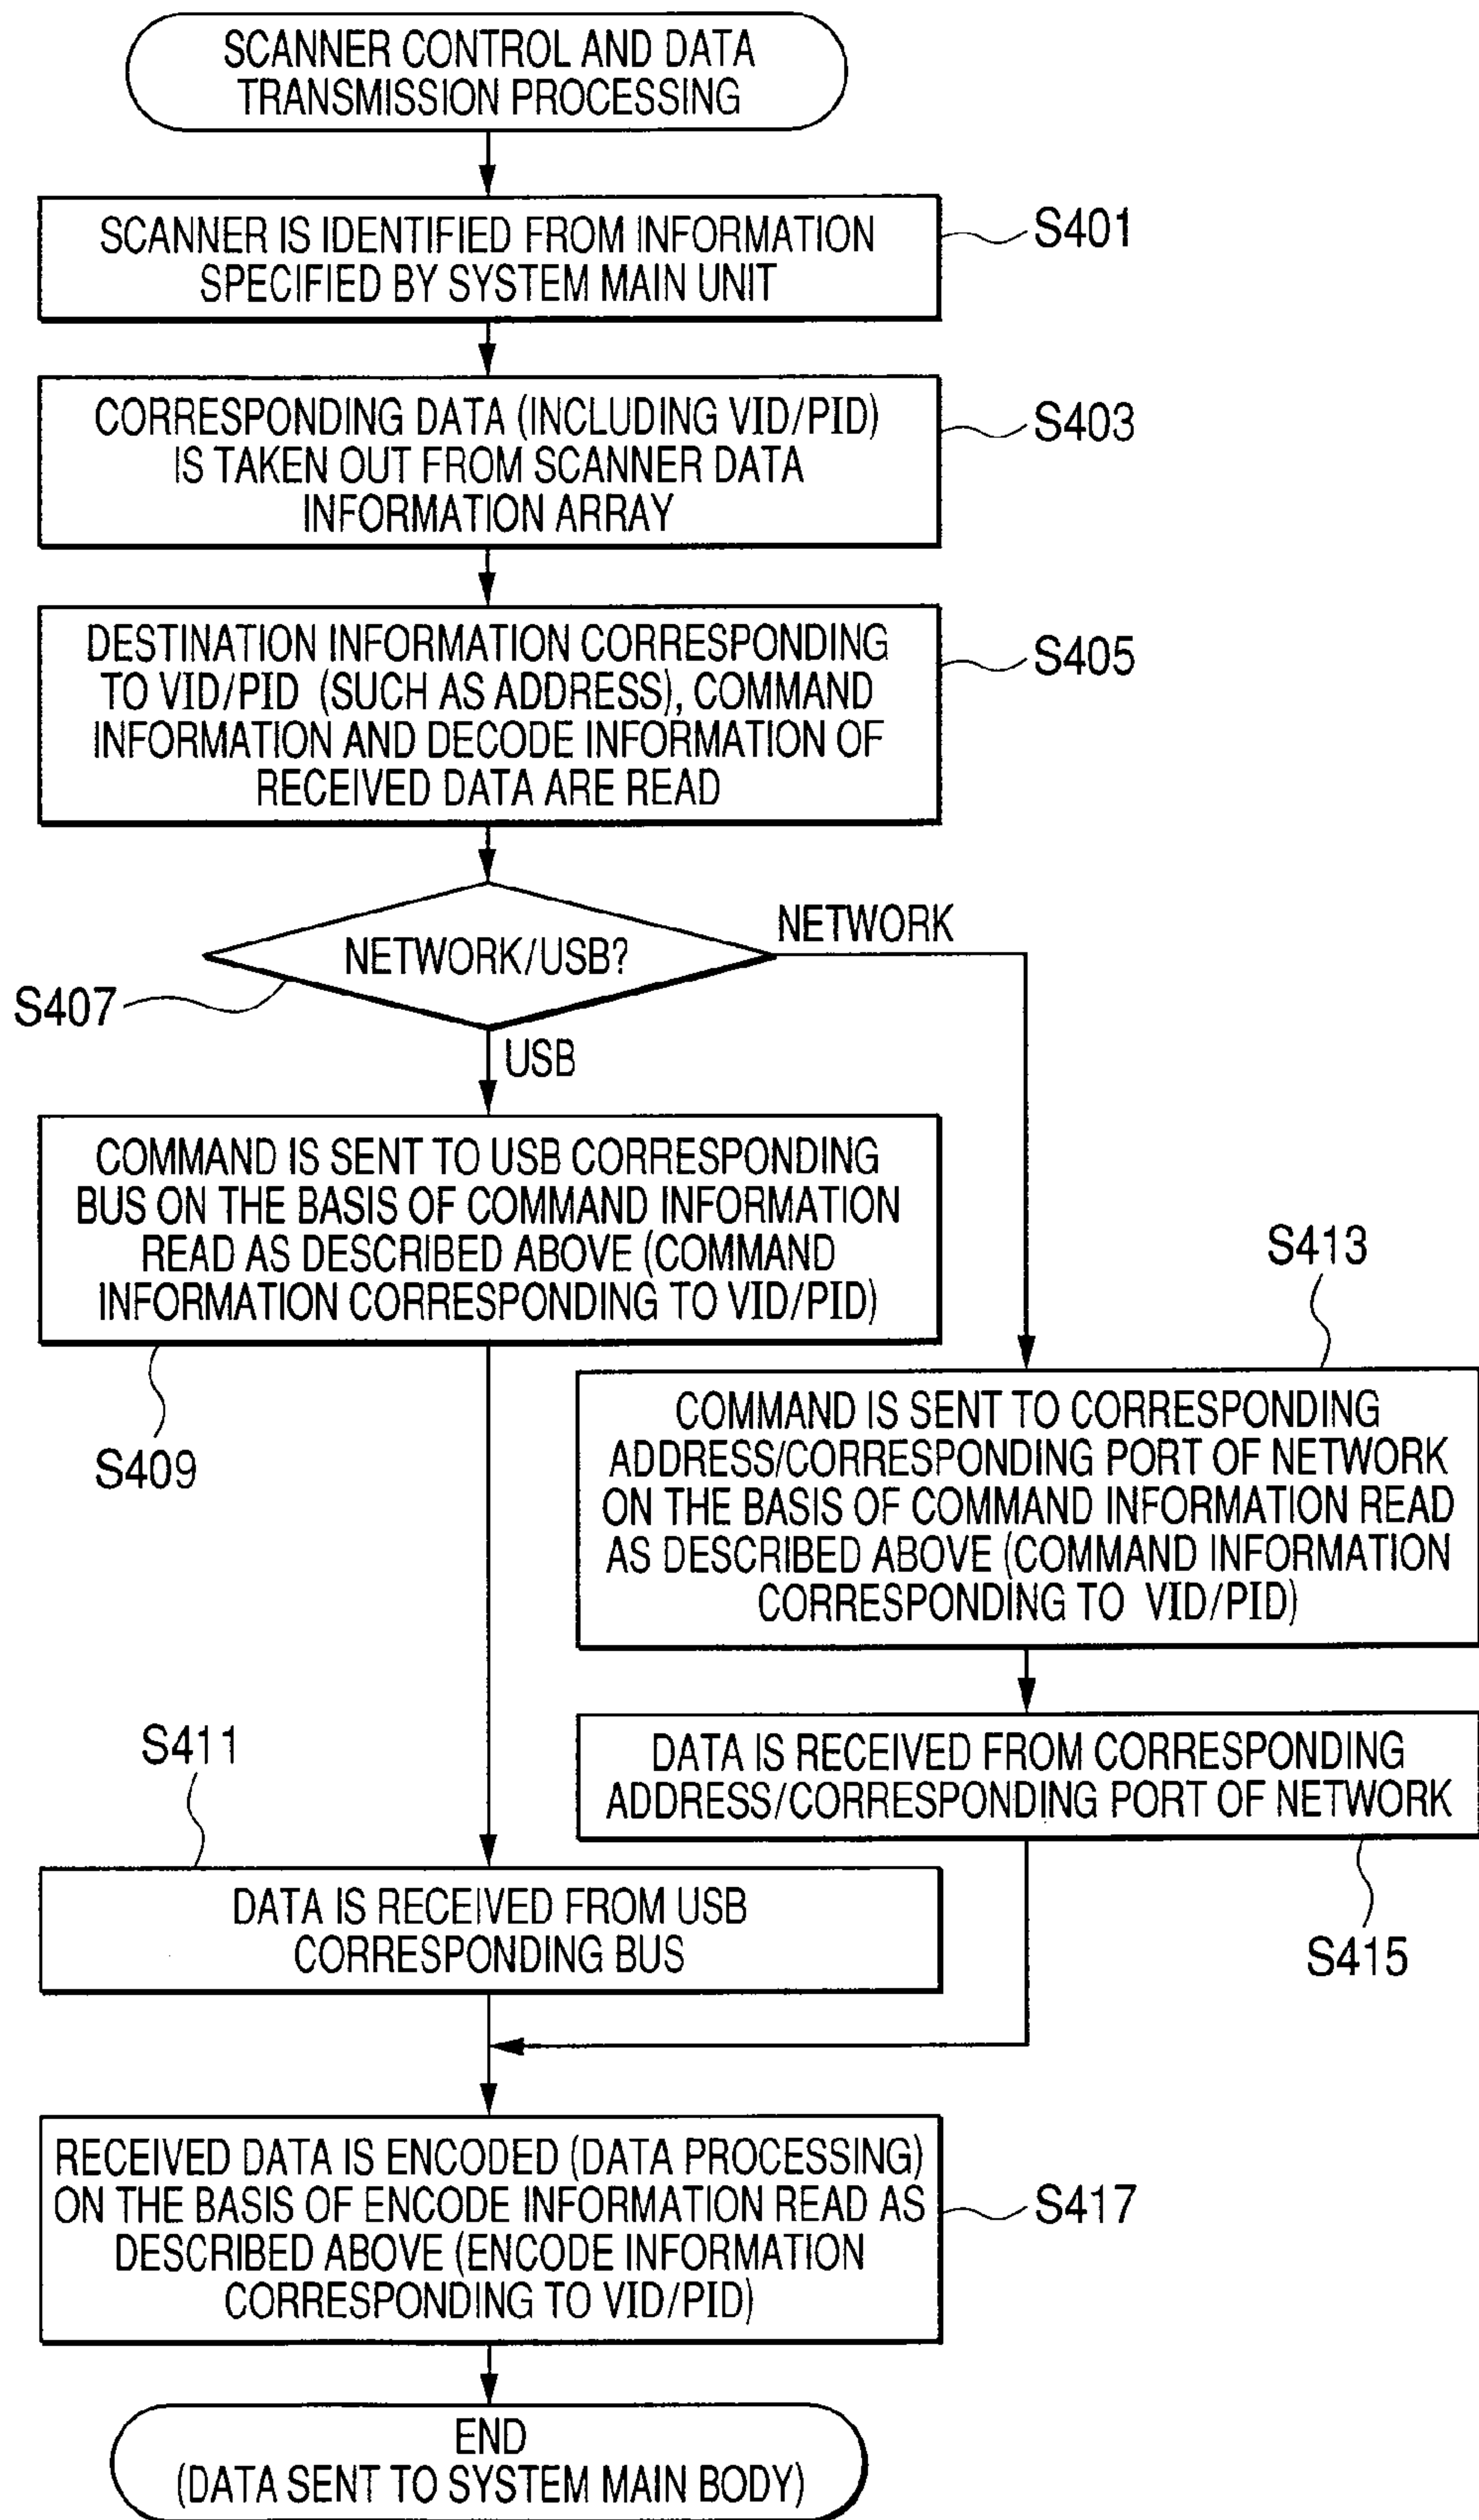 SCANNER CONTROL AND DATA
TRANSMISSION PROCESSING
SCANNER IS IDENTIFIED FROM INFORMATION
SPECIFIED BY SYSTEM MAIN UNIT
S401
CORRESPONDING DATA (INCLUDING VID/PID)
IS TAKEN OUT FROM SCANNER DATA
INFORMATION ARRAY
S403
DESTINATION INFORMATION CORRESPONDING
TO VID/PID (SUCH AS ADDRESS), COMMAND
INFORMATION AND DECODE INFORMATION OF
RECEIVED DATA ARE READ
S405
NETWORK/USB?
NETWORK
S407
USB
COMMAND IS SENT TO USB CORRESPONDING
BUS ON THE BASIS OF COMMAND INFORMATION
READ AS DESCRIBED ABOVE (COMMAND
INFORMATION CORRESPONDING TO VID/PID)
S409
S413
COMMAND IS SENT TO CORRESPONDING
ADDRESS/CORRESPONDING PORT OF NETWORK
ON THE BASIS OF COMMAND INFORMATION READ
AS DESCRIBED ABOVE (COMMAND INFORMATION
CORRESPONDING TO VID/PID)
S411
DATA IS RECEIVED FROM CORRESPONDING
ADDRESS/CORRESPONDING PORT OF NETWORK
S415
DATA IS RECEIVED FROM USB
CORRESPONDING BUS
RECEIVED DATA IS ENCODED (DATA PROCESSING)
ON THE BASIS OF ENCODE INFORMATION READ AS
DESCRIBED ABOVE (ENCODE INFORMATION
CORRESPONDING TO VID/PID)
S417
END
(DATA SENT TO SYSTEM MAIN BODY)